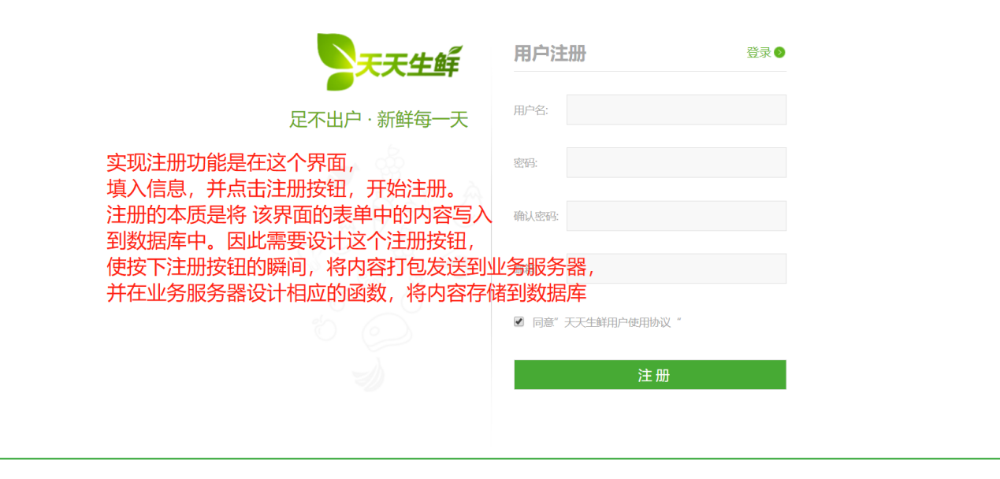 天天生鲜
足不出户 · 新鲜每一天
实现注册功能是在这个界面，
填入信息，并点击注册按钮，开始注册。
注册的本质是将 该界面的表单中的内容写入
到数据库中。因此需要设计这个注册按钮，
使按下注册按钮的瞬间，将内容打包发送到业务服务器，
并在业务服务器设计相应的函数，将内容存储到数据库
用户注册
登录
用户名:
密码:
确认密码:
同意”天天生鲜用户使用协议“
注 册